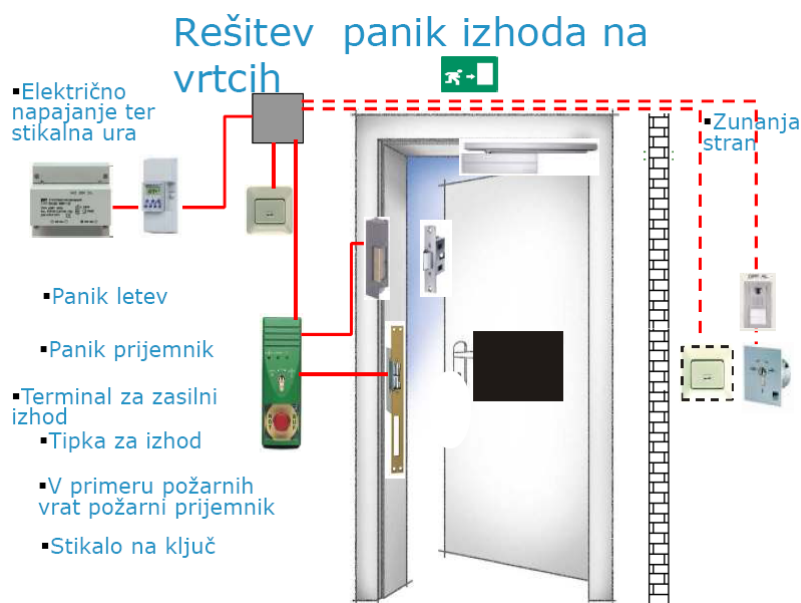 Rešitev panik izhoda na
vrtcih
▪Električno
napajanje ter
stikalna ura
▪Zunanja
stran
▪Panik letev
▪Panik prijemnik
▪Terminal za zasilni
izhod
▪Tipka za izhod
▪V primeru požarnih
vrat požarni prijemnik
▪Stikalo na ključ